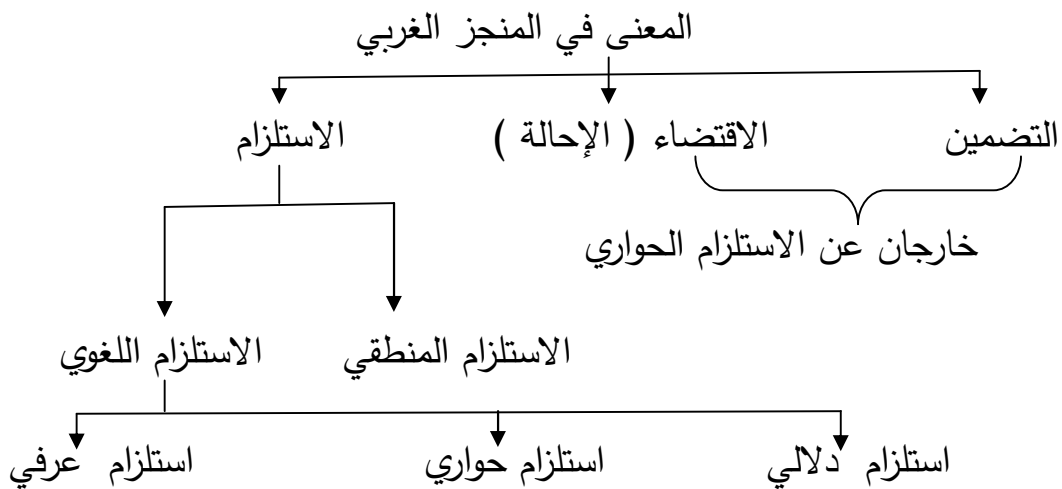 المعنى في المنجز الغربي
التضمين الاقتضاء ( الإحالة ) الاستلزام
خارجان عن الاستلزام الحواري
الاستلزام المنطقي الاستلزام اللغوي
استلزام دلالي استلزام حواري استلزام عرفي